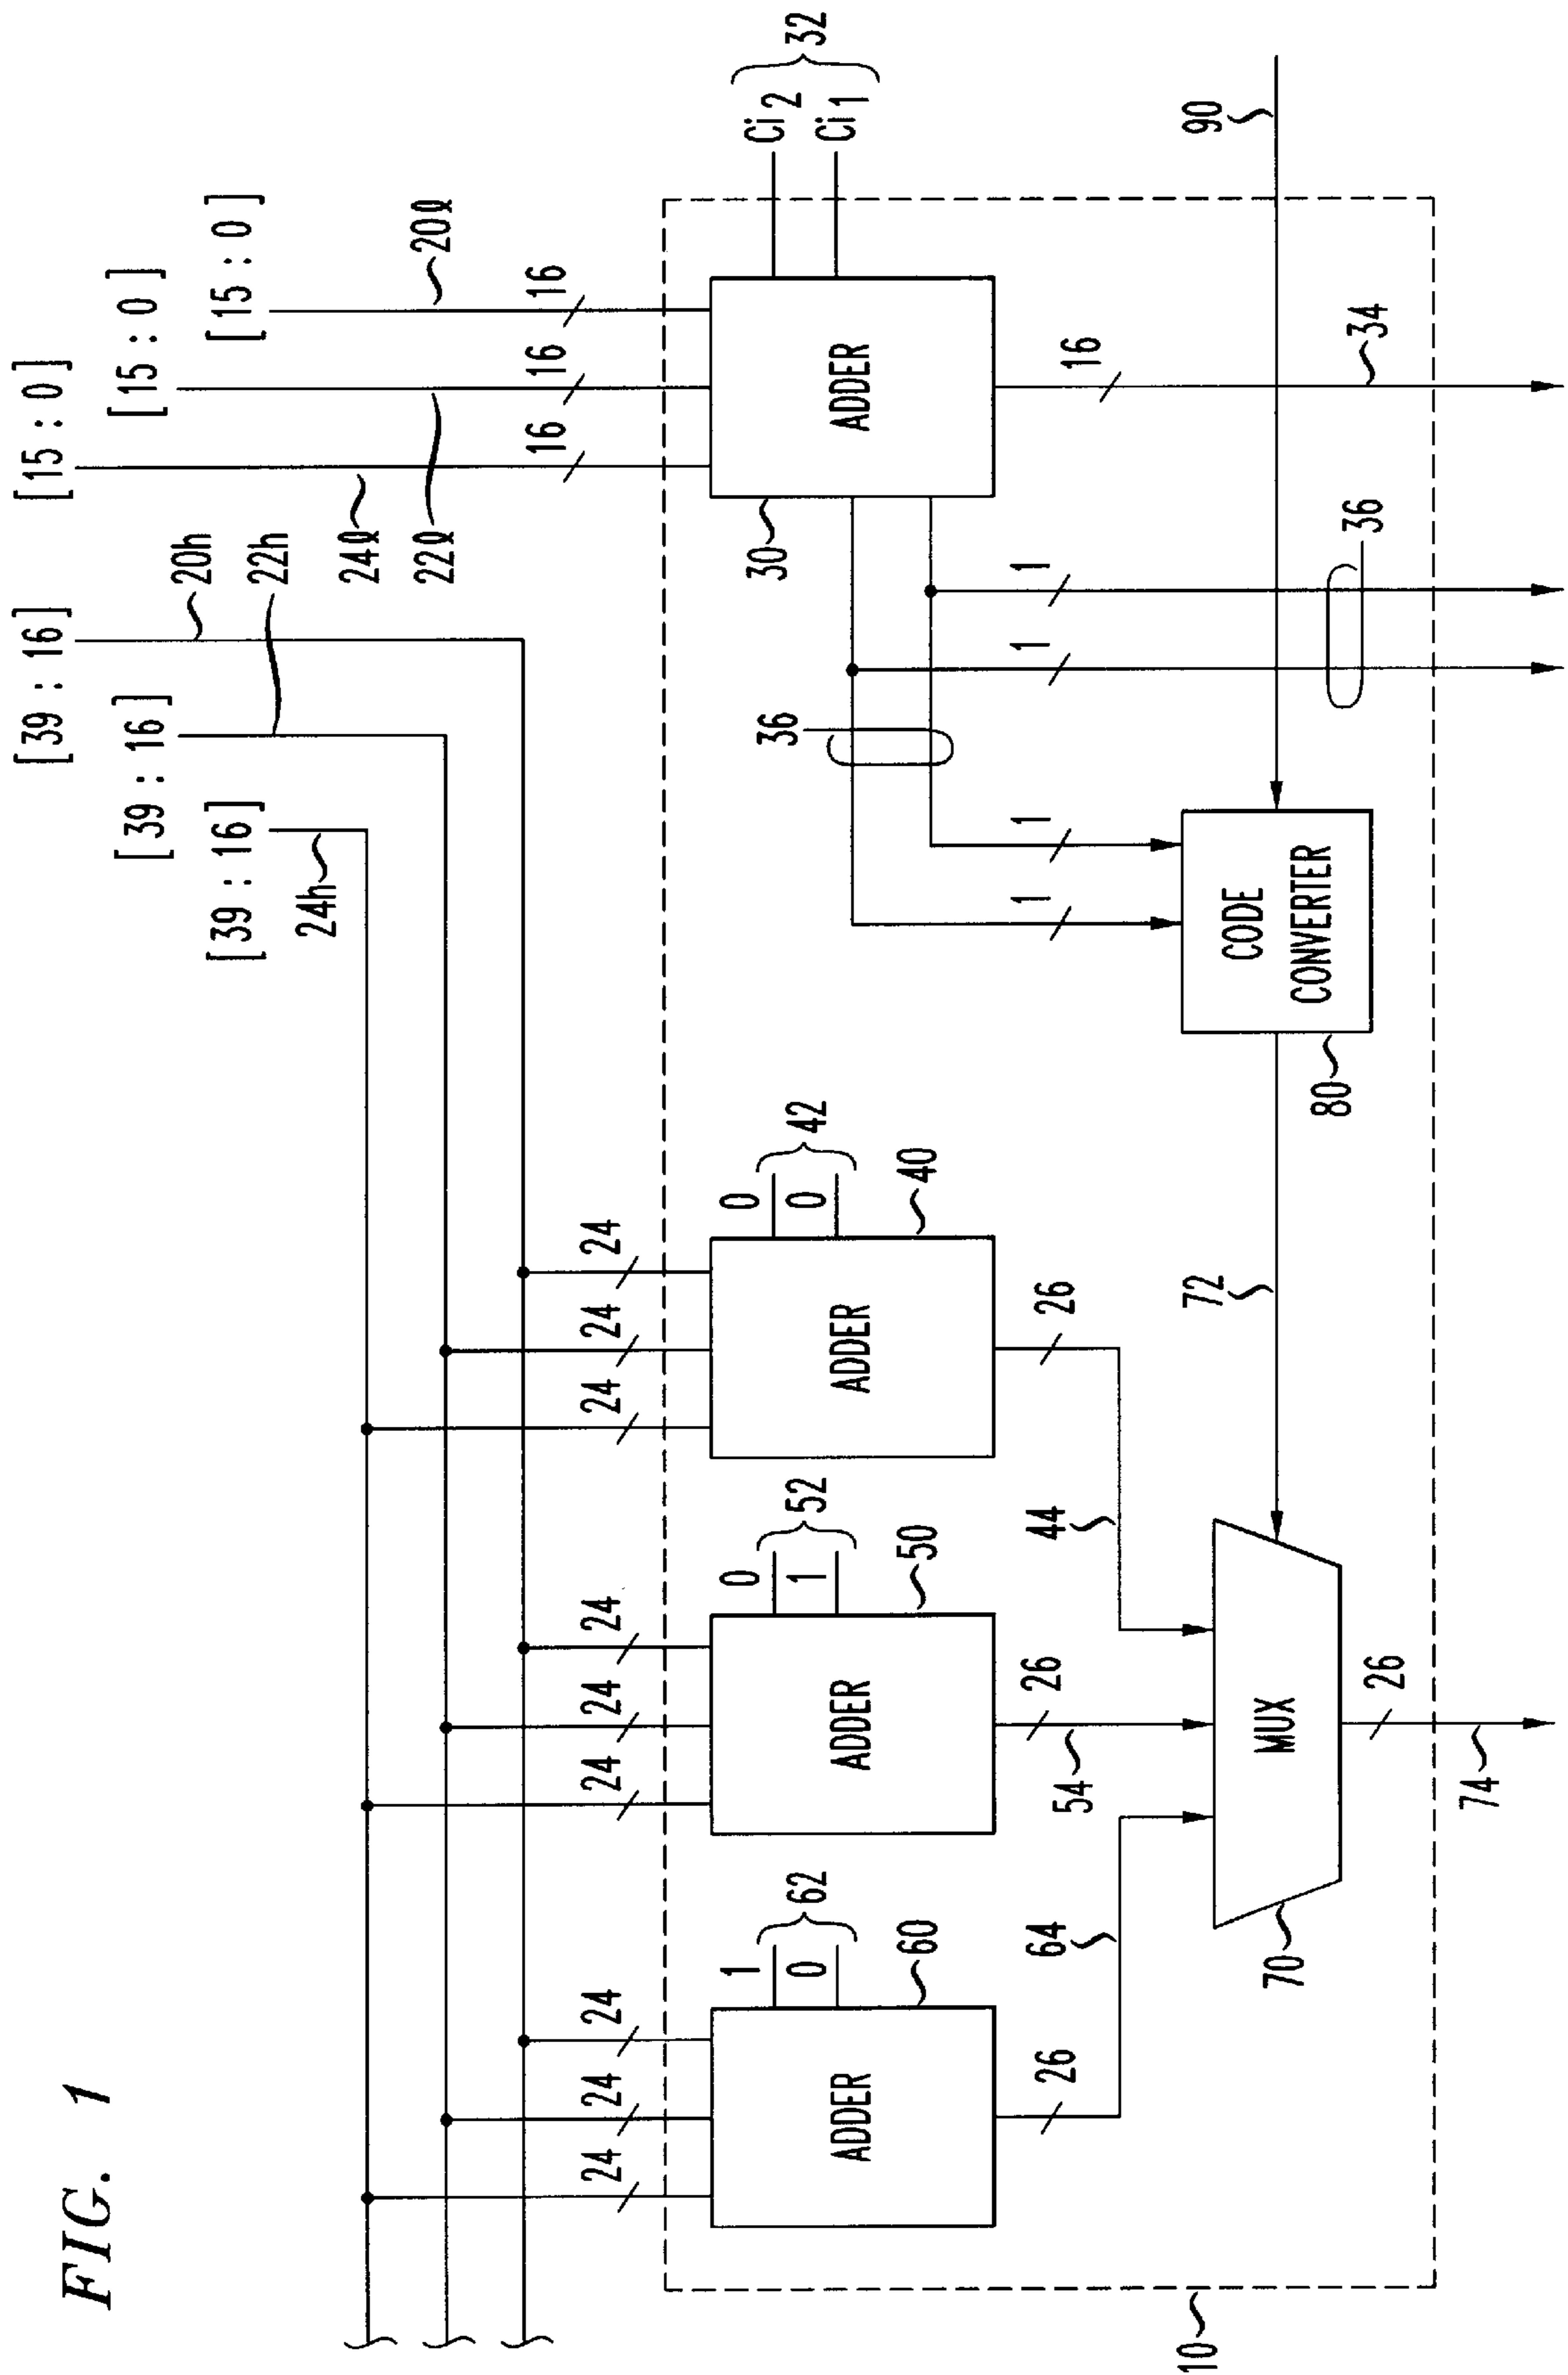 FIG. 1
[39 : 16]
20h
[39 : 16]
22h
[39 : 16]
24h
[15 : 0]
24ℓ
[15 : 0]
22ℓ
[15 : 0]
20ℓ
24
24
24
24
24
24
24
24
24
16
16
16
ADDER
1
0
62
60
ADDER
0
1
52
50
ADDER
0
0
42
40
ADDER
30
Ci2
Ci1
32
36
26
64
26
54
26
44
1
1
1
1
16
36
34
CODE
CONVERTER
80
90
72
MUX
70
26
74
10